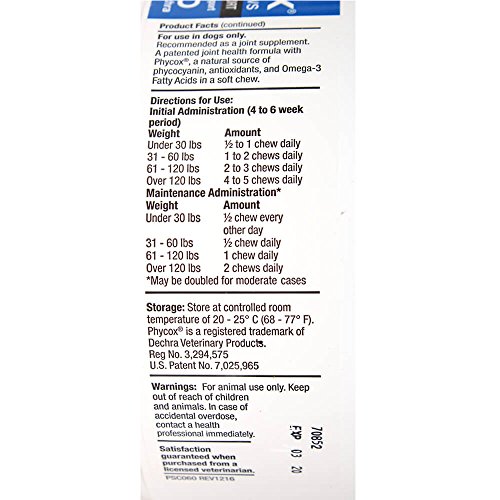 Product Facts (continued)
For use in dogs only.
Recommended as a joint supplement.
A patented joint health formula with
Phycox®, a natural source of
phycocyanin, antioxidants, and Omega-3
Fatty Acids in a soft chew.
Directions for Use:
Initial Administration (4 to 6 week
period)
Weight Amount
Under 30 lbs ½ to 1 chew daily
31 - 60 lbs 1 to 2 chews daily
61 - 120 lbs 2 to 3 chews daily
Over 120 lbs 4 to 5 chews daily
Maintenance Administration*
Weight Amount
Under 30 lbs ½ chew every
other day
31 - 60 lbs ½ chew daily
61 - 120 lbs 1 chew daily
Over 120 lbs 2 chews daily
*May be doubled for moderate cases
Storage: Store at controlled room
temperature of 20 - 25° C (68 - 77° F).
Phycox® is a registered trademark of
Dechra Veterinary Products.
Reg No. 3,294,575
U.S. Patent No. 7,025,965
Warnings: For animal use only. Keep
out of reach of children
and animals. In case of
accidental overdose,
contact a health
professional immediately.
Satisfaction
guaranteed when
purchased from a
licensed veterinarian.
PSC060 REV1216
70852
EXP 03 20